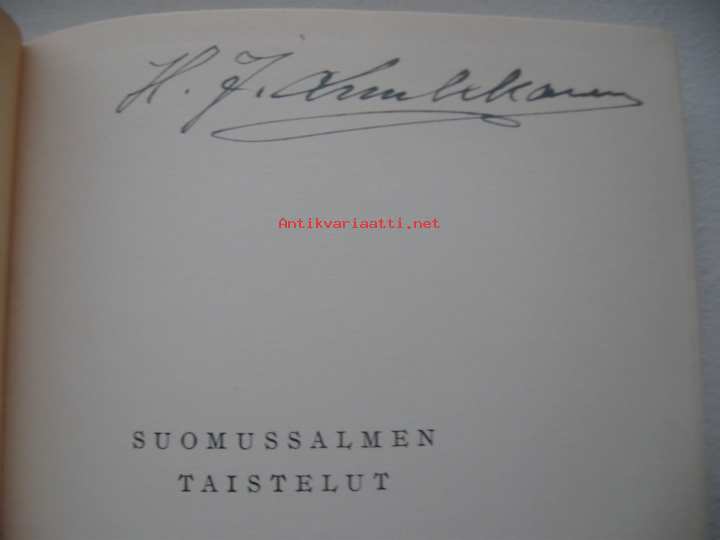 H. J.
Antikvariaatti.net
SUOMUSSALMEN
TAISTELUT